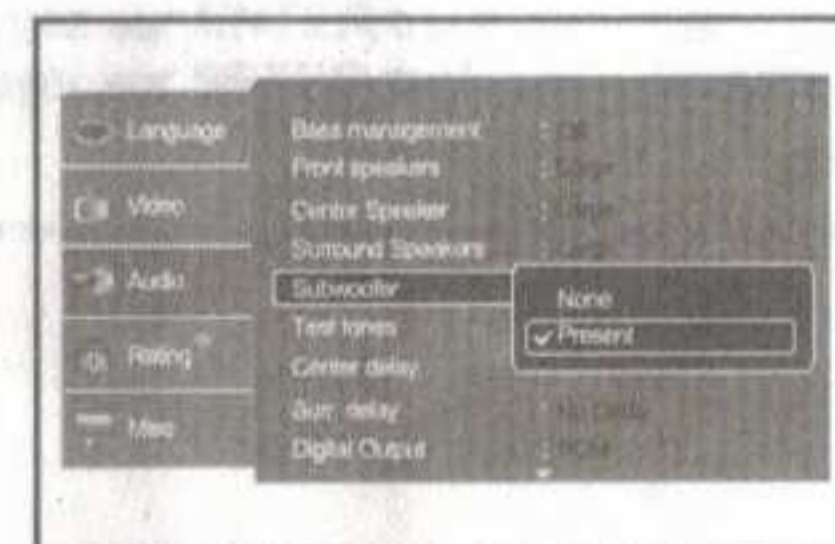 Language
Video
Audio
Rating
Misc
Bass management :
Front speakers :
Center Speaker :
Surround Speakers :
Subwoofer
None
Present
Test tones
Center delay
Surr. delay :
Digital Output :